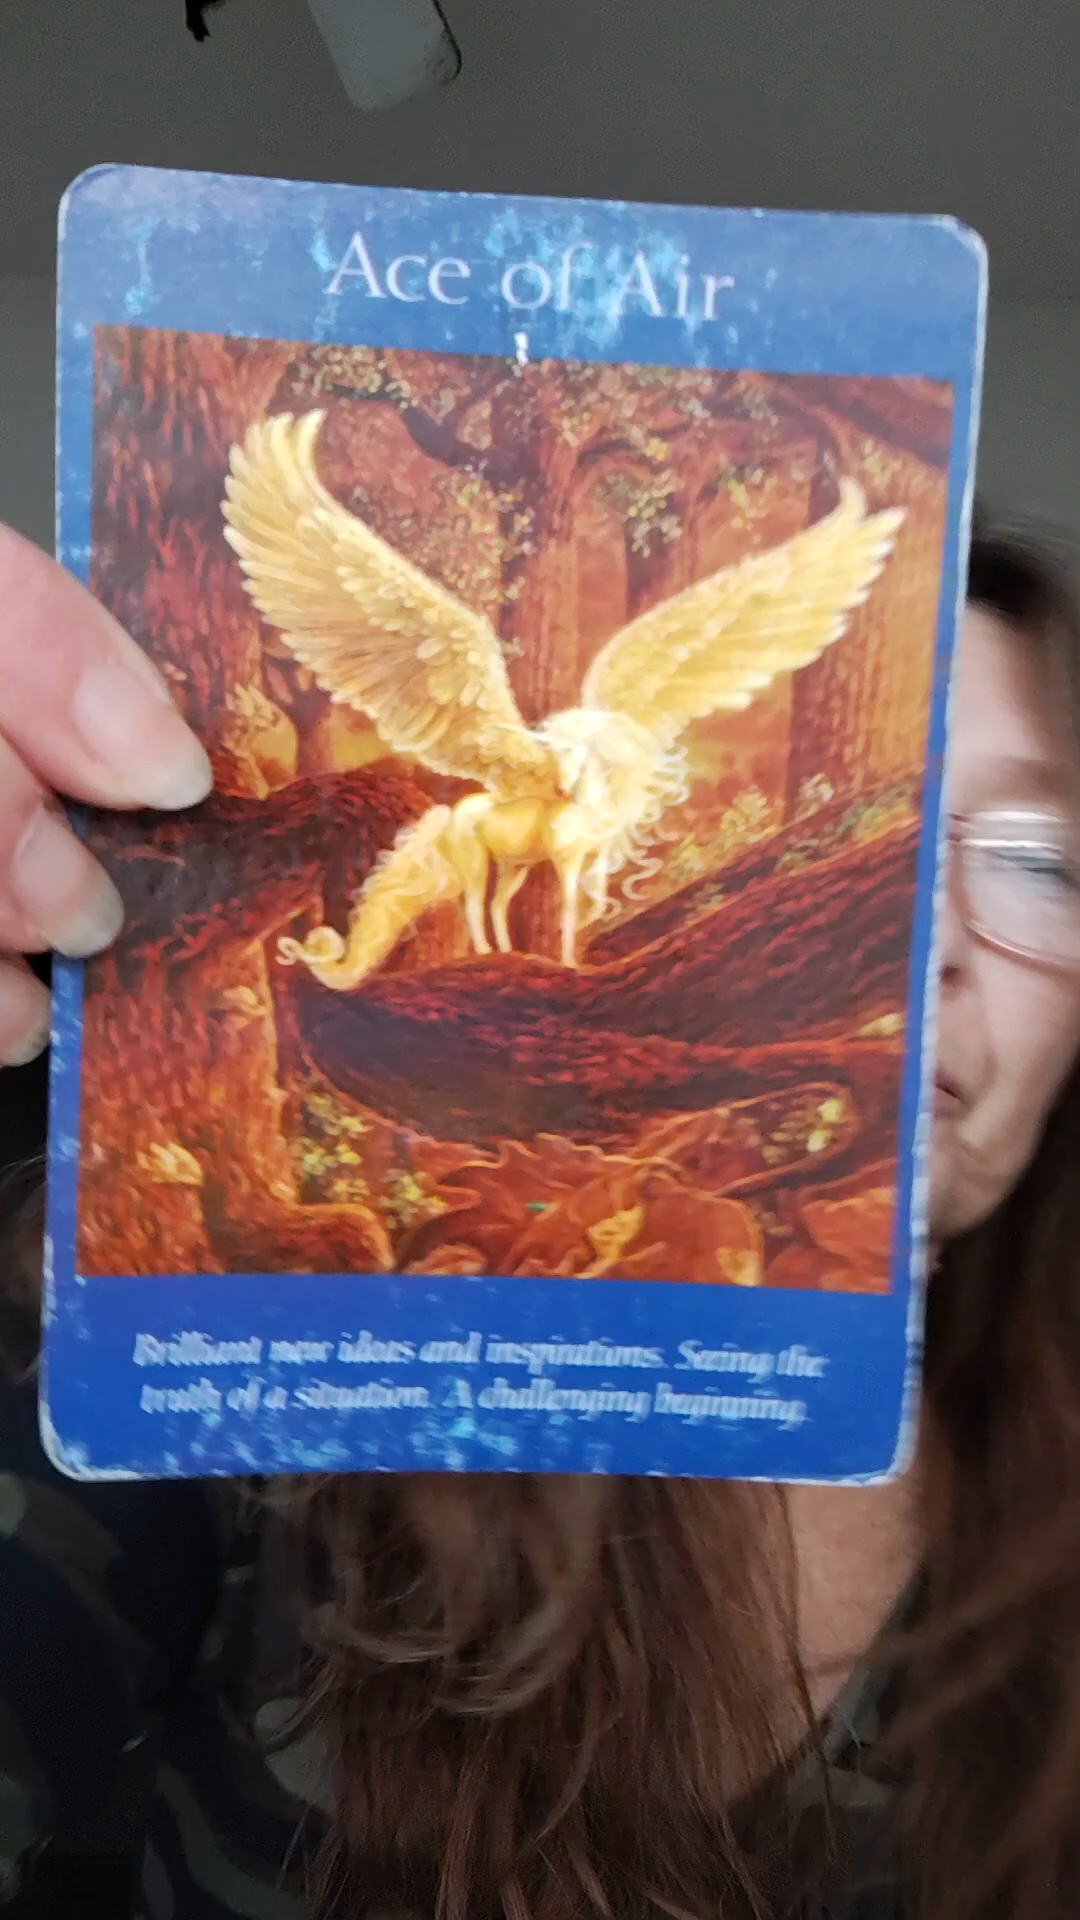 Ace of Air
Brilliant new ideas and inspirations. Seeing the
truth of a situation. A challenging beginning.